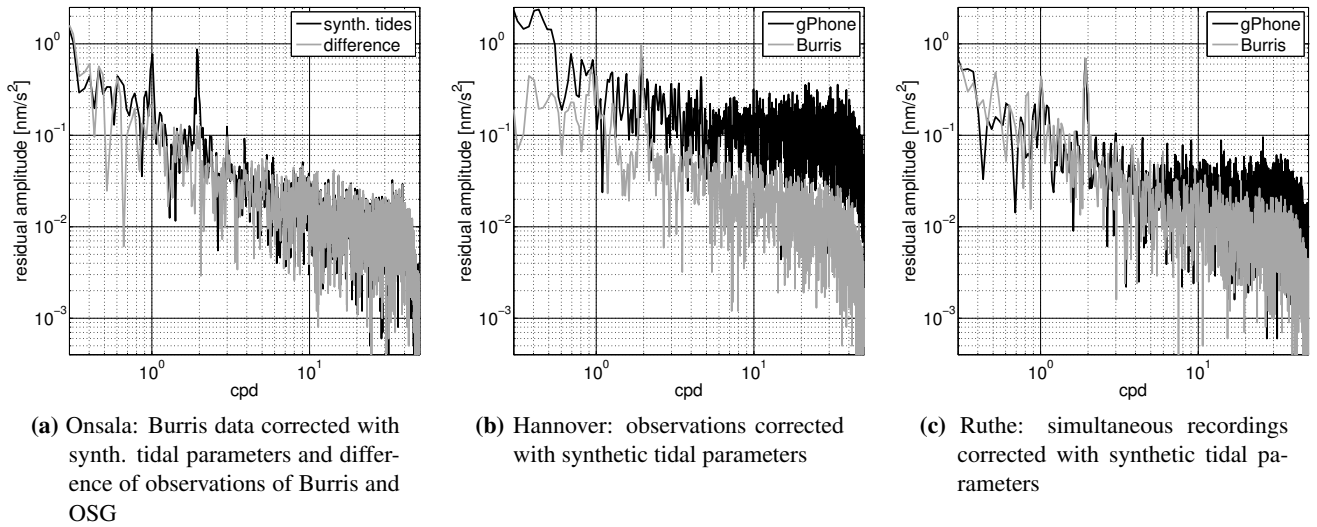 synth. tides
difference
residual amplitude [nm/s²]
10⁰
10⁻¹
10⁻²
10⁻³
10⁰
10¹
cpd
(a) Onsala: Burris data corrected with
synth. tidal parameters and differ-
ence of observations of Burris and
OSG
gPhone
Burris
residual amplitude [nm/s²]
10⁰
10⁻¹
10⁻²
10⁻³
10⁰
10¹
cpd
(b) Hannover: observations corrected
with synthetic tidal parameters
gPhone
Burris
residual amplitude [nm/s²]
10⁰
10⁻¹
10⁻²
10⁻³
10⁰
10¹
cpd
(c) Ruthe: simultaneous recordings
corrected with synthetic tidal pa-
rameters